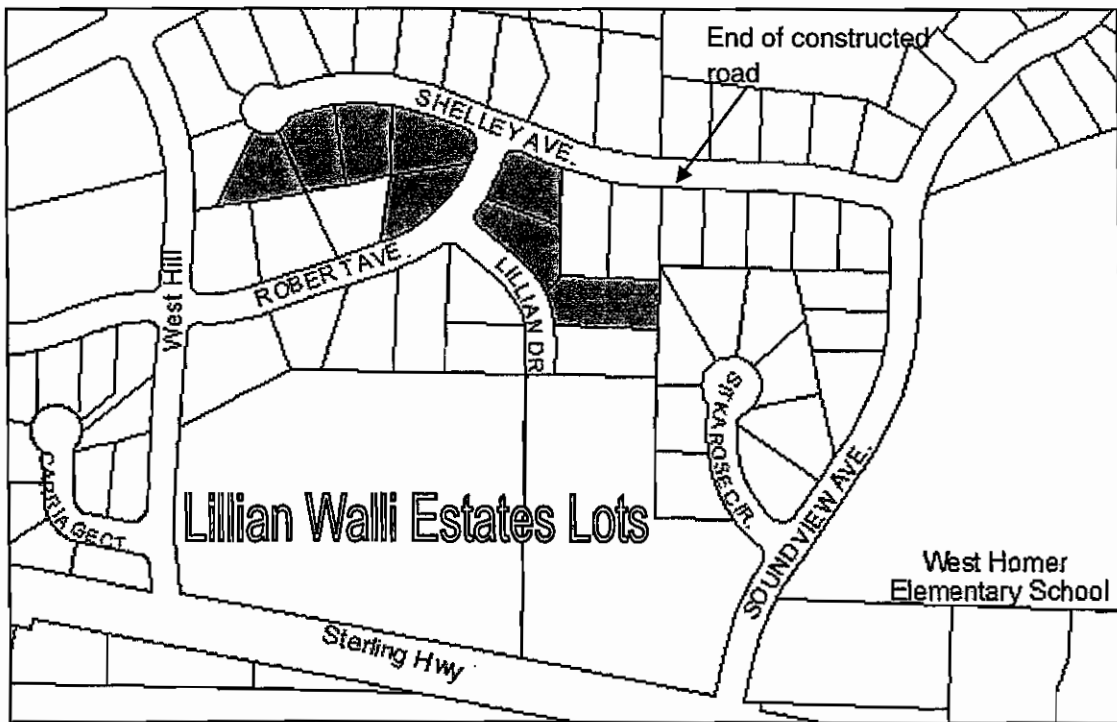 End of constructed
road
SHELLEY AVE.
ROBERT AVE.
LILLIAN DR
West Hill
SITKA ROSE CIR.
CARRIAGE CT.
Lillian Walli Estates Lots
SOUNDVIEW AVE.
West Homer
Elementary School
Sterling Hwy